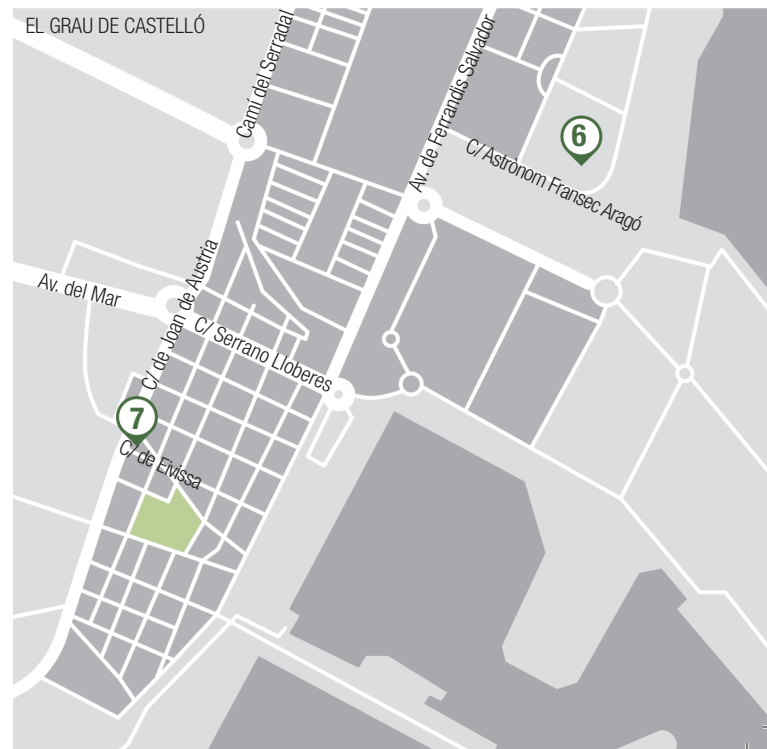 EL GRAU DE CASTELLÓ
Camí del Serradal
Av. de Ferrandis Salvador
6
C/ Astrònom Fransec Aragó
Av. del Mar
C/ de Joan de Austria
C/ Serrano Lloberes
7
C/ de Eivissa